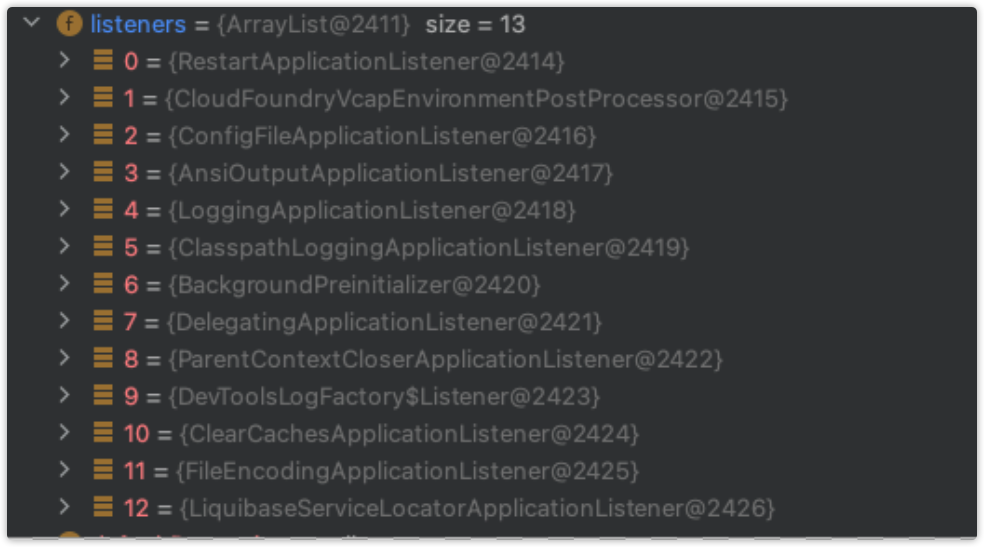 f listeners = {ArrayList@2411} size = 13
0 = {RestartApplicationListener@2414}
1 = {CloudFoundryVcapEnvironmentPostProcessor@2415}
2 = {ConfigFileApplicationListener@2416}
3 = {AnsiOutputApplicationListener@2417}
4 = {LoggingApplicationListener@2418}
5 = {ClasspathLoggingApplicationListener@2419}
6 = {BackgroundPreinitializer@2420}
7 = {DelegatingApplicationListener@2421}
8 = {ParentContextCloserApplicationListener@2422}
9 = {DevToolsLogFactory$Listener@2423}
10 = {ClearCachesApplicationListener@2424}
11 = {FileEncodingApplicationListener@2425}
12 = {LiquibaseServiceLocatorApplicationListener@2426}